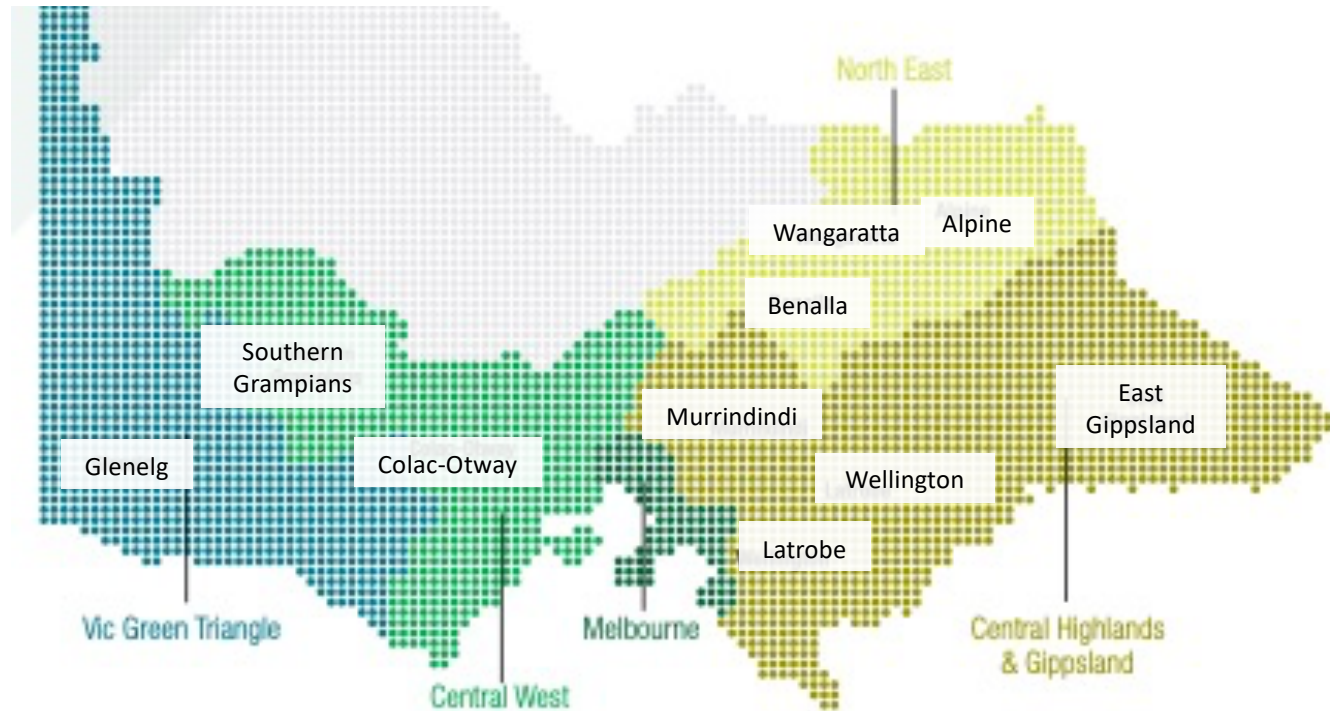 North East
Wangaratta
Alpine
Benalla
Southern
Grampians
Murrindindi
East
Gippsland
Glenelg
Colac-Otway
Wellington
Latrobe
Vic Green Triangle
Melbourne
Central Highlands
& Gippsland
Central West